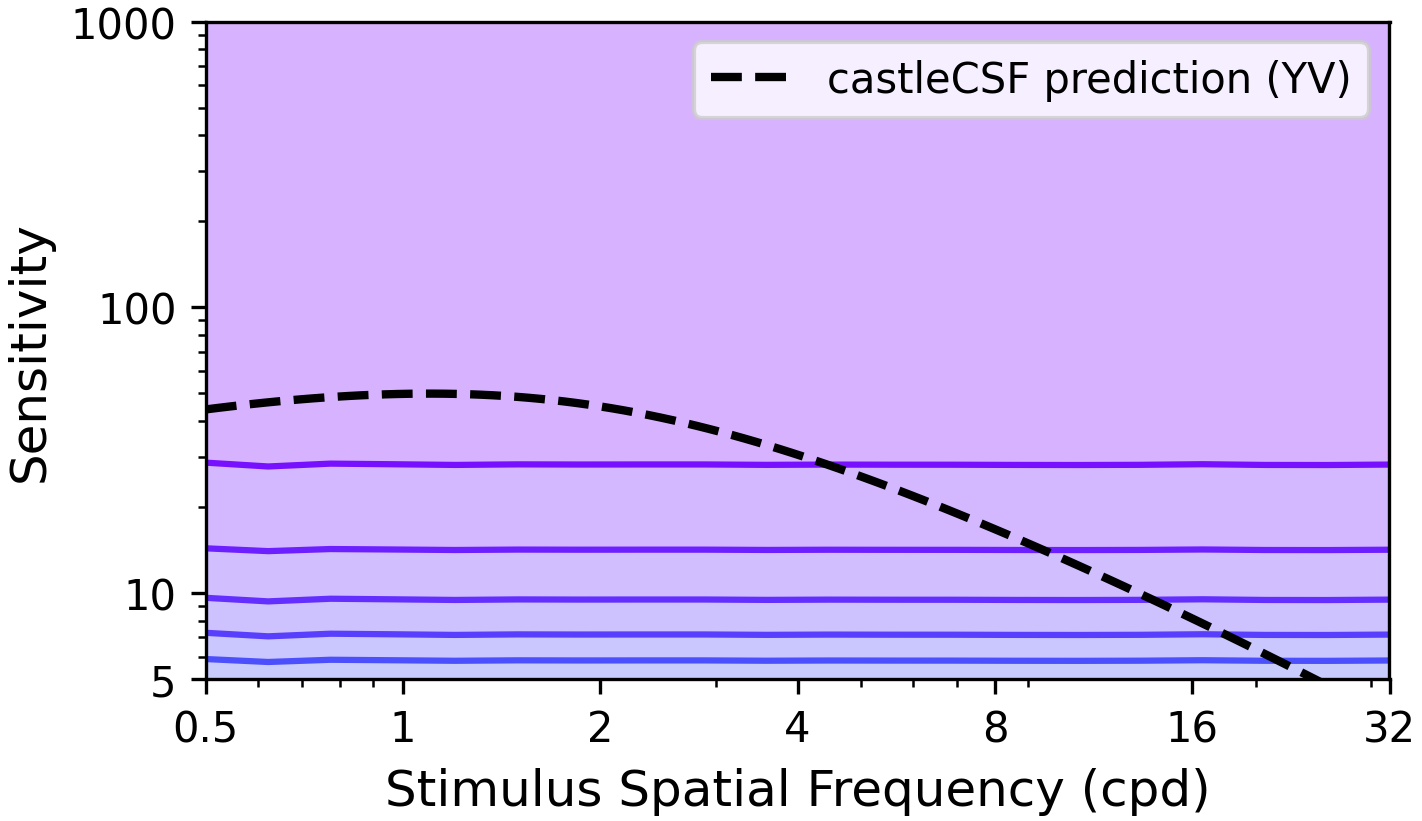 1000
100
10
5
Sensitivity
castleCSF prediction (YV)
0.5 1 2 4 8 16 32
Stimulus Spatial Frequency (cpd)